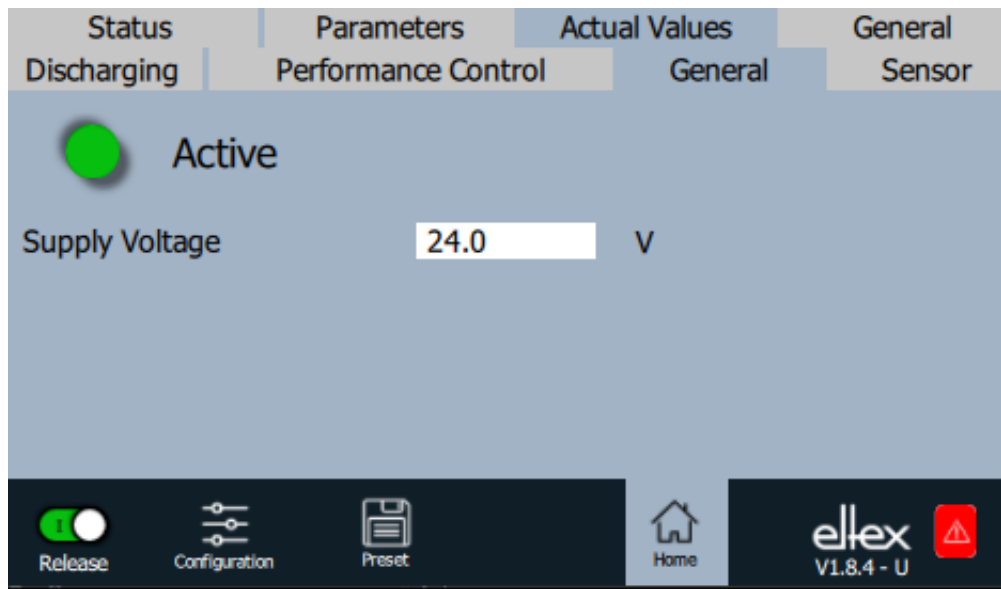 Status Parameters Actual Values General
Discharging Performance Control General Sensor
Active
Supply Voltage 24.0 V
I
Release Configuration Preset Home eltex
V1.8.4 - U